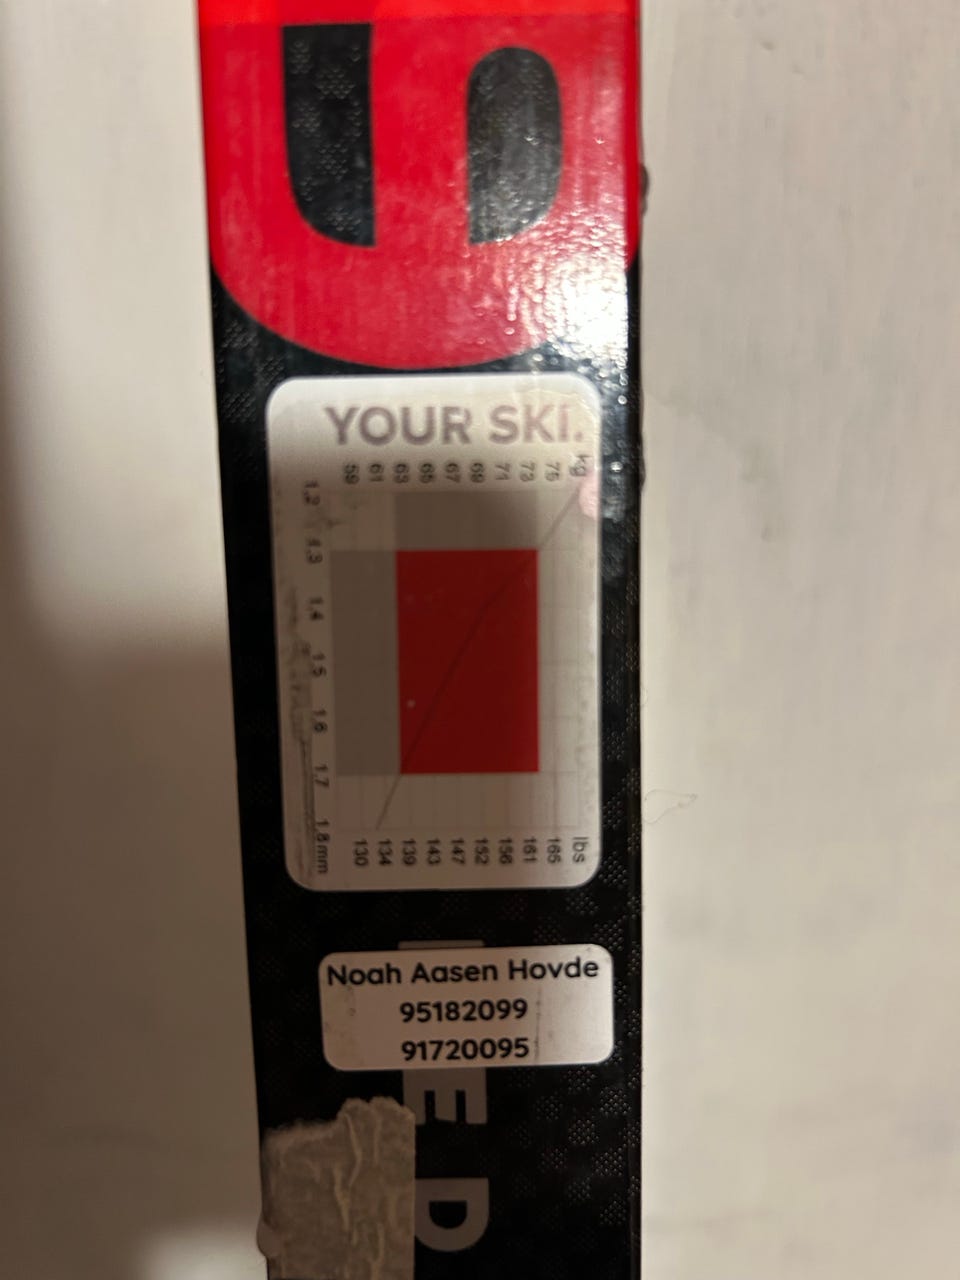 YOUR SKI.
59 61 63 65 67 69 71 73 75 kg
1.2
1.3
1.4
1.5
1.6
1.7
1.8mm
130 134 139 143 147 152 156 161 165 lbs
Noah Aasen Hovde
95182099
91720095
ED